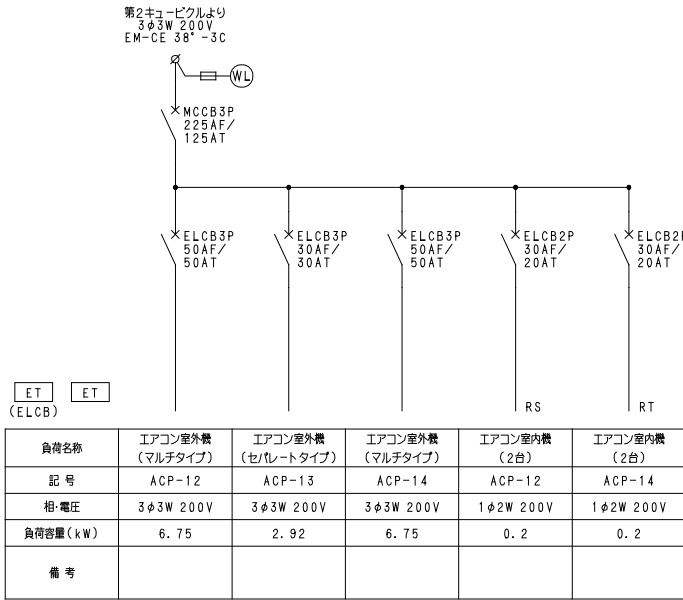 第2キュービクルより
3φ3W 200V
EM-CE 38° -3C
WL
MCCB3P
225AF/
125AT
ELCB3P
50AF/
50AT
ELCB3P
30AF/
30AT
ELCB3P
50AF/
50AT
ELCB2P
30AF/
20AT
ELCB2P
30AF/
20AT
ET
ET
(ELCB)
RS
RT
負荷名称 エアコン室外機 (マルチタイプ) エアコン室外機 (セパレートタイプ) エアコン室外機 (マルチタイプ) エアコン室内機 (2台) エアコン室内機 (2台)
記 号 ACP-12 ACP-13 ACP-14 ACP-12 ACP-14
相・電圧 3φ3W 200V 3φ3W 200V 3φ3W 200V 1φ2W 200V 1φ2W 200V
負荷容量(kW) 6.75 2.92 6.75 0.2 0.2
備 考